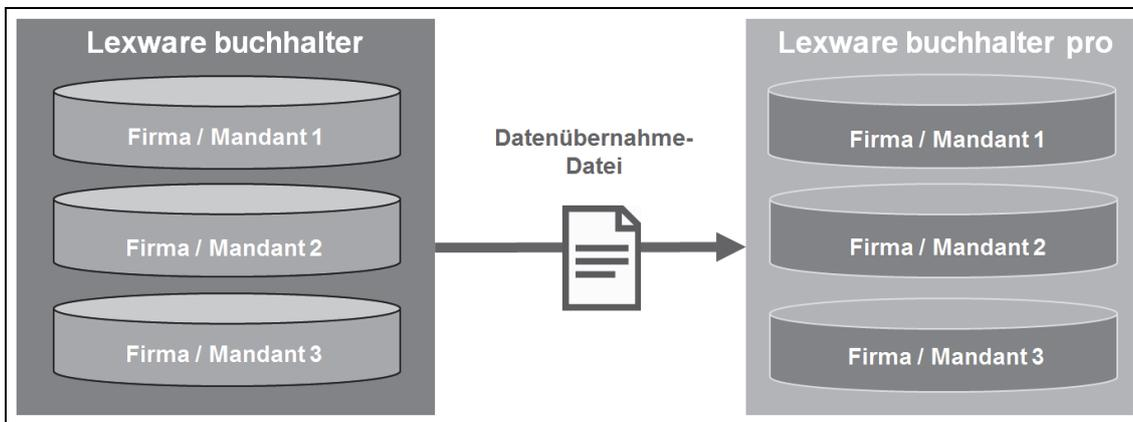 Lexware buchhalter
Firma / Mandant 1
Firma / Mandant 2
Firma / Mandant 3
Datenübernahme-
Datei
Lexware buchhalter pro
Firma / Mandant 1
Firma / Mandant 2
Firma / Mandant 3